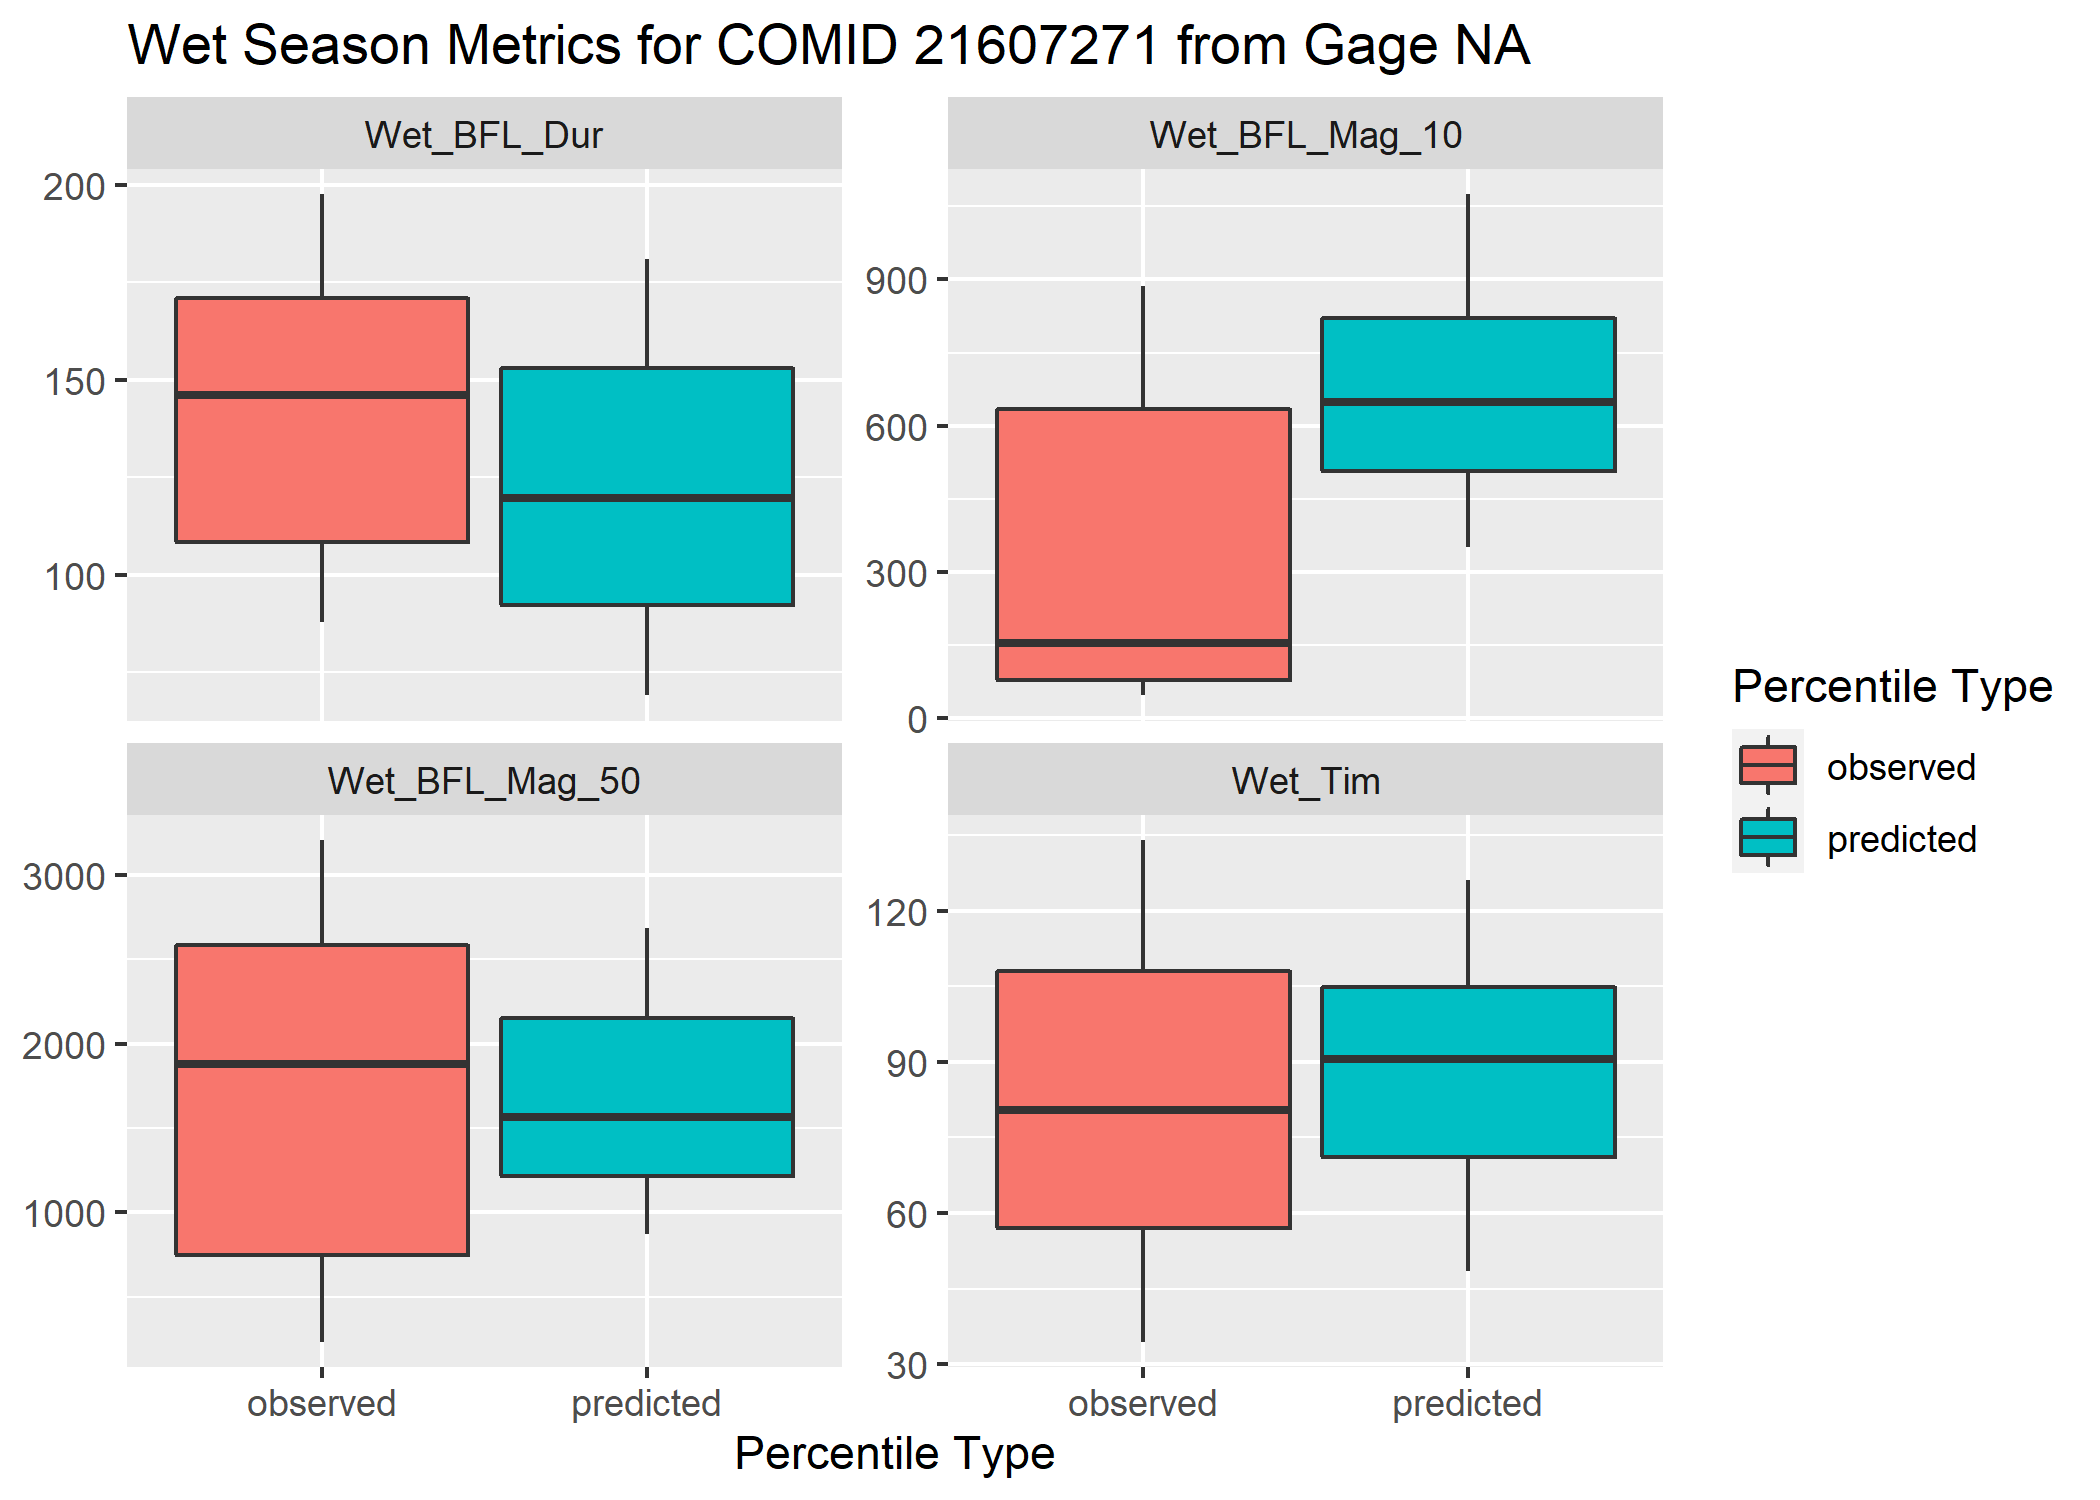 Wet Season Metrics for COMID 21607271 from Gage NA
Wet_BFL_Dur
Wet_BFL_Mag_10
200
150
100
900
600
300
0
Wet_BFL_Mag_50
Wet_Tim
3000
2000
1000
120
90
60
30
observed
predicted
observed
predicted
Percentile Type
Percentile Type
observed
predicted